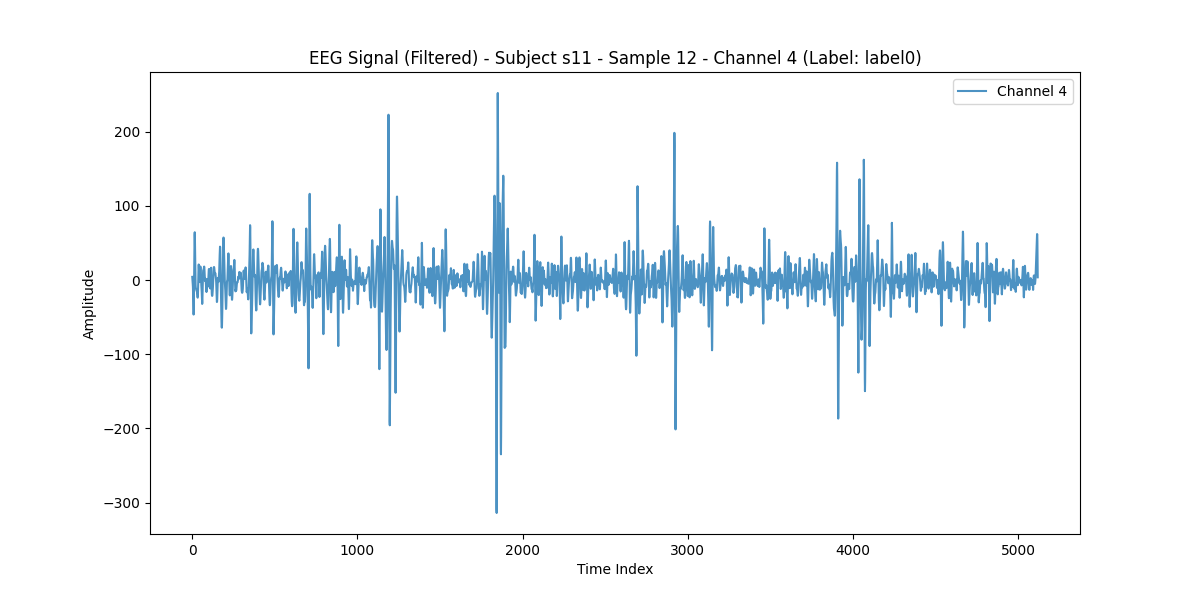 EEG Signal (Filtered) - Subject s11 - Sample 12 - Channel 4 (Label: label0)
Channel 4
200
100
0
−100
−200
−300
Amplitude
0 1000 2000 3000 4000 5000
Time Index